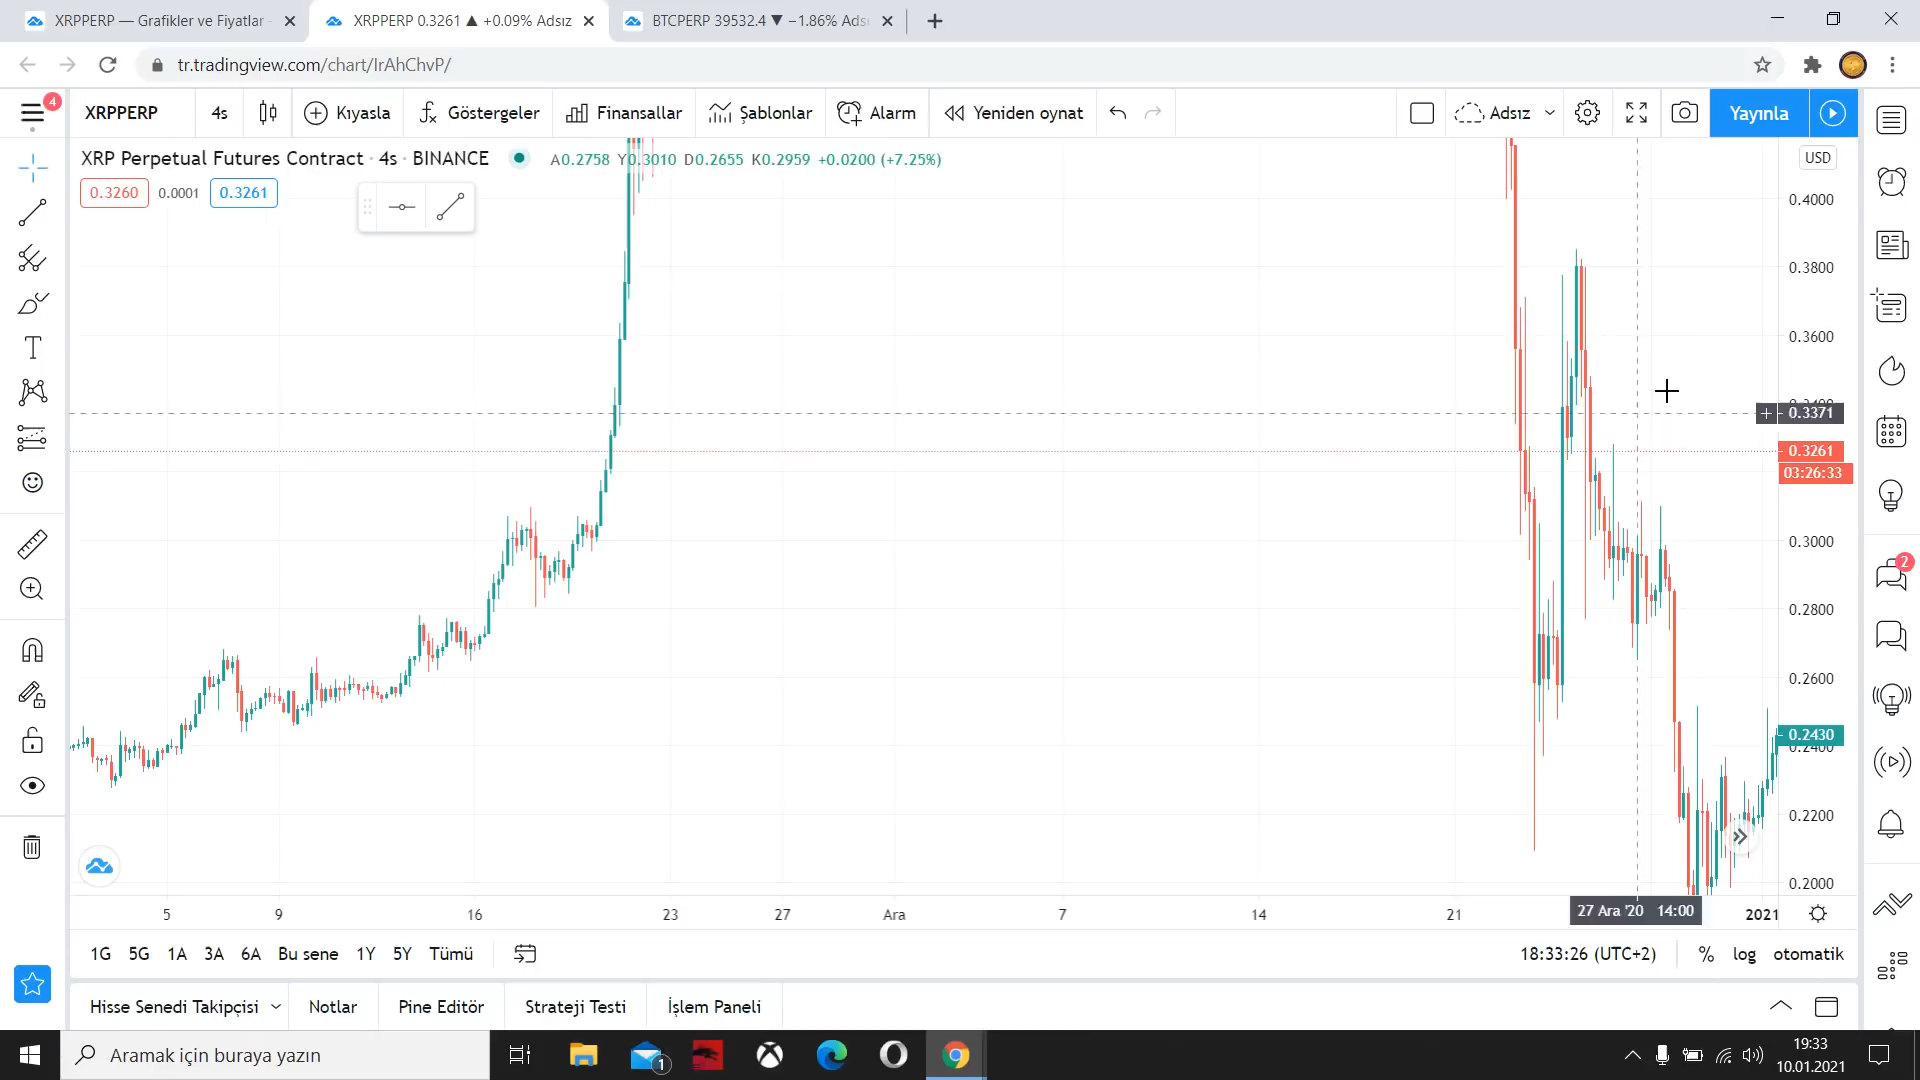 XRPPERP — Grafikler ve Fiyatlar
XRPPERP 0.3261 ▲ +0.09% Adsız
BTCPERP 39532.4 ▼ −1.86% Ads
tr.tradingview.com/chart/IrAhChvP/
4
XRPPERP
4s
Kıyasla
Göstergeler
Finansallar
Şablonlar
Alarm
Yeniden oynat
Adsız
Yayınla
XRP Perpetual Futures Contract · 4s · BINANCE
A0.2758 Y0.3010 D0.2655 K0.2959 +0.0200 (+7.25%)
USD
0.3260
0.0001
0.3261
0.4000
0.3800
0.3600
0.3371
0.3261
03:26:33
0.3000
0.2800
0.2600
0.2430
0.2400
0.2200
0.2000
2
5
9
16
23
27
Ara
7
14
21
27 Ara '20 14:00
2021
1G
5G
1A
3A
6A
Bu sene
1Y
5Y
Tümü
18:33:26 (UTC+2)
%
log
otomatik
Hisse Senedi Takipçisi
Notlar
Pine Editör
Strateji Testi
İşlem Paneli
Aramak için buraya yazın
1
19:33
10.01.2021